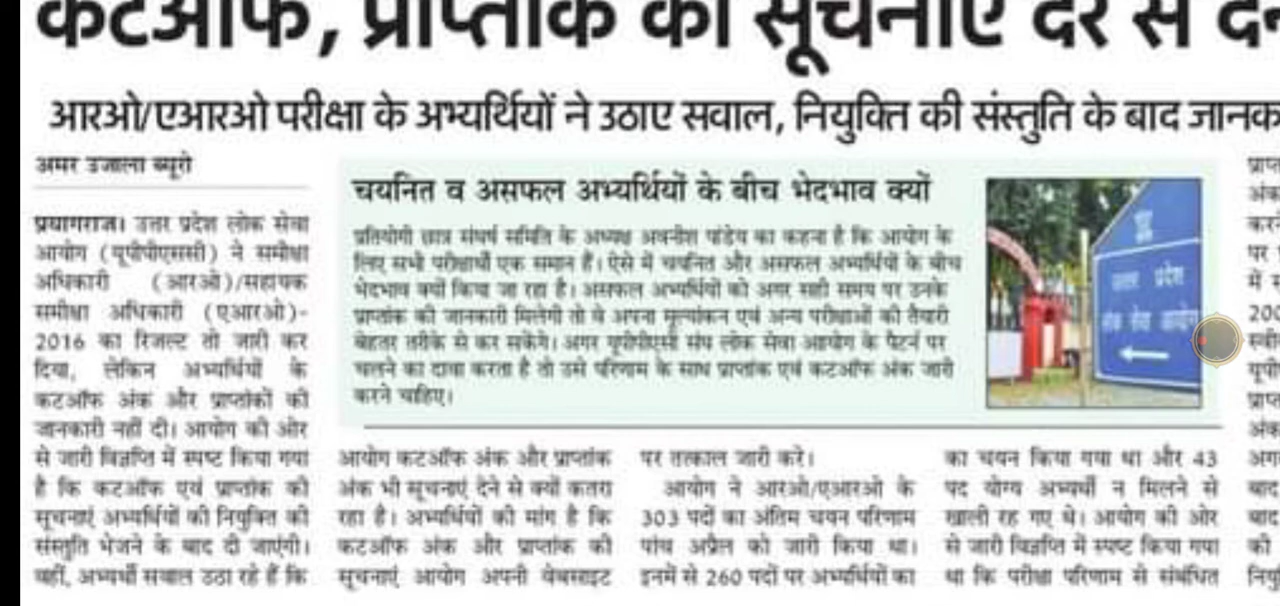 कटऑफ, प्राप्तांक की सूचनाएं देर से
आरओ/एआरओ परीक्षा के अभ्यर्थियों ने उठाए सवाल, नियुक्ति की संस्तुति के बाद
अमर उजाला ब्यूरो
प्रयागराज। उत्तर प्रदेश लोक सेवा
आयोग (यूपीपीएससी) ने समीक्षा
अधिकारी (आरओ)/सहायक
समीक्षा अधिकारी (एआरओ)-
2016 का रिजल्ट तो जारी कर
दिया, लेकिन अभ्यर्थियों के
कटऑफ अंक और प्राप्तांकों की
जानकारी नहीं दी। आयोग की ओर
से जारी विज्ञप्ति में स्पष्ट किया गया
है कि कटऑफ एवं प्राप्तांक की
सूचनाएं अभ्यर्थियों की नियुक्ति की
संस्तुति भेजने के बाद दी जाएंगी।
वहीं, अभ्यर्थी सवाल उठा रहे हैं कि
चयनित व असफल अभ्यर्थियों के बीच भेदभाव क्यों
प्रतियोगी छात्र संघर्ष समिति के अध्यक्ष अवनीश पांडेय का कहना है कि आयोग के
लिए सभी परीक्षार्थी एक समान हैं। ऐसे में चयनित और असफल अभ्यर्थियों के बीच
भेदभाव क्यों किया जा रहा है। असफल अभ्यर्थियों को अगर सही समय पर उनके
प्राप्तांक की जानकारी मिलेगी तो वे अपना मूल्यांकन एवं अन्य परीक्षाओं की तैयारी
बेहतर तरीके से कर सकेंगे। अगर यूपीपीएससी संघ लोक सेवा आयोग के पैटर्न पर
चलने का दावा करता है तो उसे परिणाम के साथ प्राप्तांक एवं कटऑफ अंक जारी
करने चाहिए।
उत्तर प्रदेश
लोक सेवा आयोग
आयोग कटऑफ अंक और प्राप्तांक
अंक भी सूचनाएं देने से क्यों कतरा
रहा है। अभ्यर्थियों की मांग है कि
कटऑफ अंक और प्राप्तांक की
सूचनाएं आयोग अपनी वेबसाइट
पर तत्काल जारी करे।
आयोग ने आरओ/एआरओ के
303 पदों का अंतिम चयन परिणाम
पांच अप्रैल को जारी किया था।
इनमें से 260 पदों पर अभ्यर्थियों का
का चयन किया गया था और 43
पद योग्य अभ्यर्थी न मिलने से
खाली रह गए थे। आयोग की ओर
से जारी विज्ञप्ति में स्पष्ट किया गया
था कि परीक्षा परिणाम से संबंधित